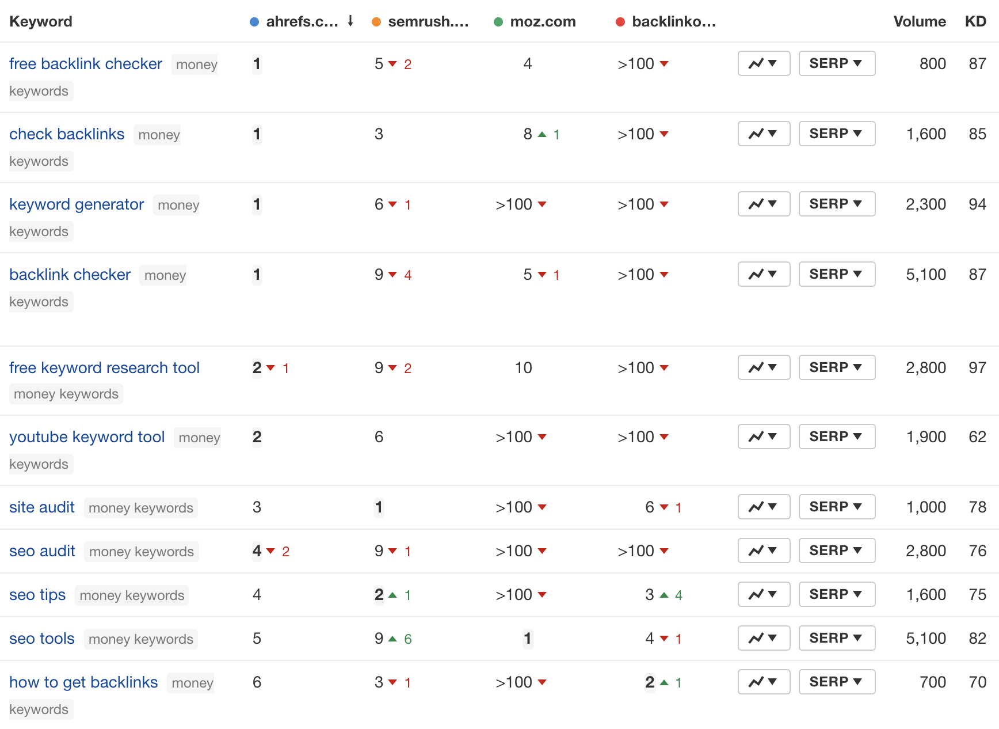 Keyword ahrefs.c... ↓ semrush.... moz.com backlinko... Volume KD
free backlink checker money 1 5 ▼ 2 4 >100 ▼ ▼ SERP ▼ 800 87
keywords
check backlinks money 1 3 8 ▲ 1 >100 ▼ ▼ SERP ▼ 1,600 85
keywords
keyword generator money 1 6 ▼ 1 >100 ▼ >100 ▼ ▼ SERP ▼ 2,300 94
keywords
backlink checker money 1 9 ▼ 4 5 ▼ 1 >100 ▼ ▼ SERP ▼ 5,100 87
keywords
free keyword research tool 2 ▼ 1 9 ▼ 2 10 >100 ▼ ▼ SERP ▼ 2,800 97
money keywords
youtube keyword tool money 2 6 >100 ▼ >100 ▼ ▼ SERP ▼ 1,900 62
keywords
site audit money keywords 3 1 >100 ▼ 6 ▼ 1 ▼ SERP ▼ 1,000 78
seo audit money keywords 4 ▼ 2 9 ▼ 1 >100 ▼ >100 ▼ ▼ SERP ▼ 2,800 76
seo tips money keywords 4 2 ▲ 1 >100 ▼ 3 ▲ 4 ▼ SERP ▼ 1,600 75
seo tools money keywords 5 9 ▲ 6 1 4 ▼ 1 ▼ SERP ▼ 5,100 82
how to get backlinks money 6 3 ▼ 1 >100 ▼ 2 ▲ 1 ▼ SERP ▼ 700 70
keywords